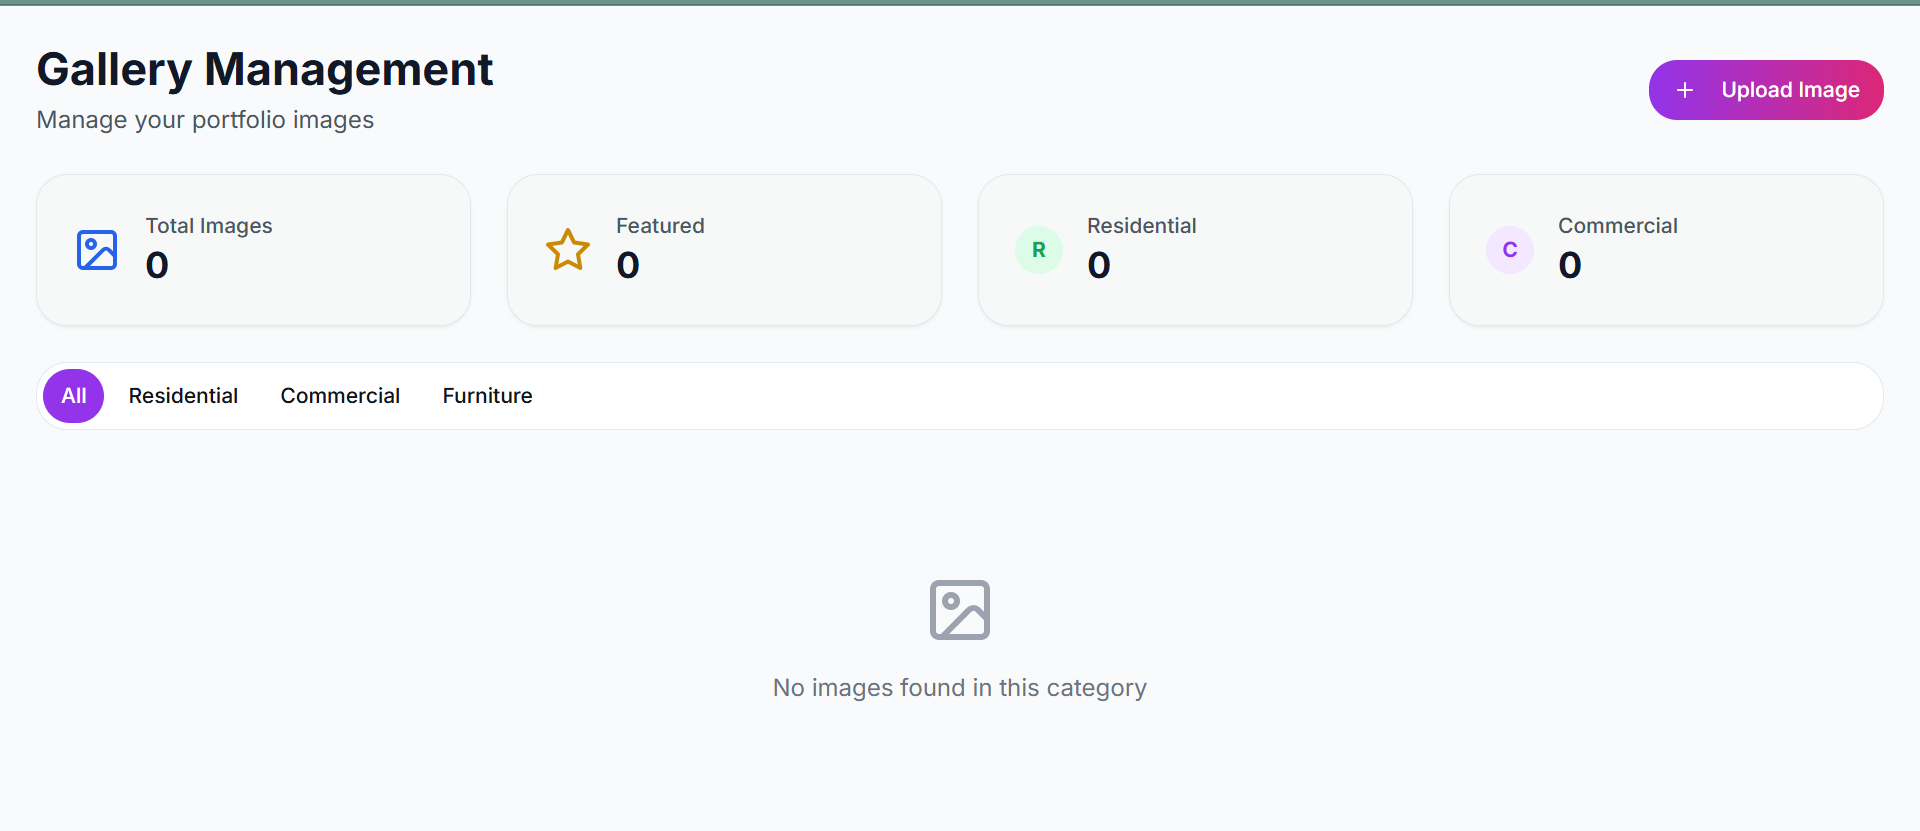 Gallery Management
Manage your portfolio images
Upload Image
Total Images
0
Featured
0
R
Residential
0
C
Commercial
0
All Residential Commercial Furniture
No images found in this category